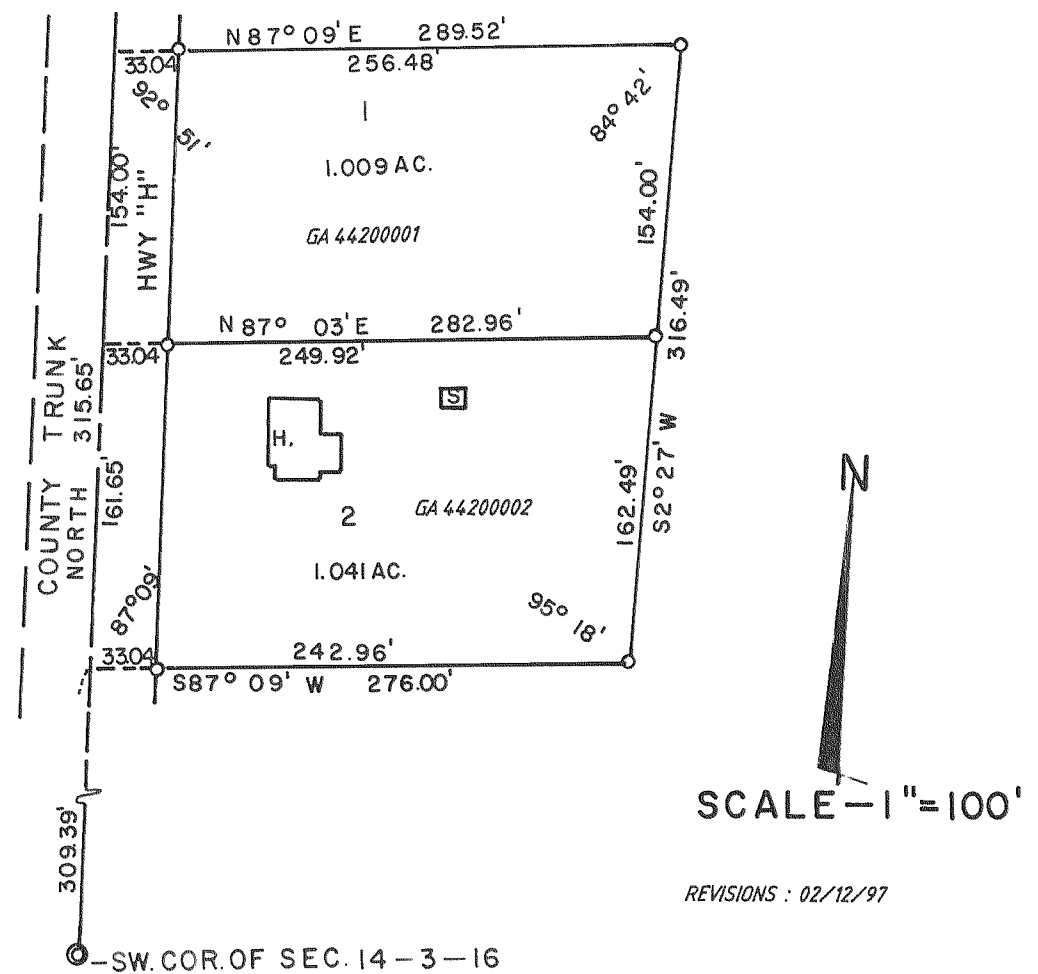 N 87° 09' E 289.52'
33.04 256.48'
92° 51'
84° 42'
1
1.009 AC.
154.00'
HWY "H"
154.00'
GA 44200001
316.49'
N 87° 03' E 282.96'
33.04 249.92'
COUNTY TRUNK
NORTH 315.65'
S
H.
161.65'
162.49'
S2° 27' W
GA 44200002
2
1.041 AC.
87° 09'
95° 18'
33.04 242.96'
S87° 09' W 276.00'
N
SCALE-1"=100'
309.39'
REVISIONS : 02/12/97
SW. COR. OF SEC. 14-3-16